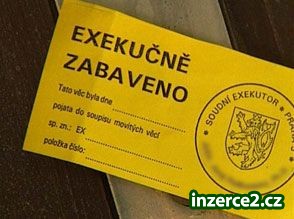 EXEKUČNĚ
ZABAVENO
Tato věc byla dne
pojata do soupisu movitých věcí
sp. zn.: EX
položka číslo:
SOUDNÍ EXEKUTOR
inzerce2.cz